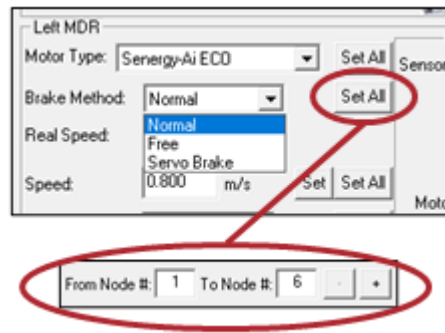 Left MDR
Motor Type: Senergy-Ai ECO Set All Sensor
Brake Method: Normal Set All
Normal
Real Speed:
Free
Servo Brake
Speed: 0.800 m/s Set Set All
Moto
From Node #: 1 To Node #: 6 - +